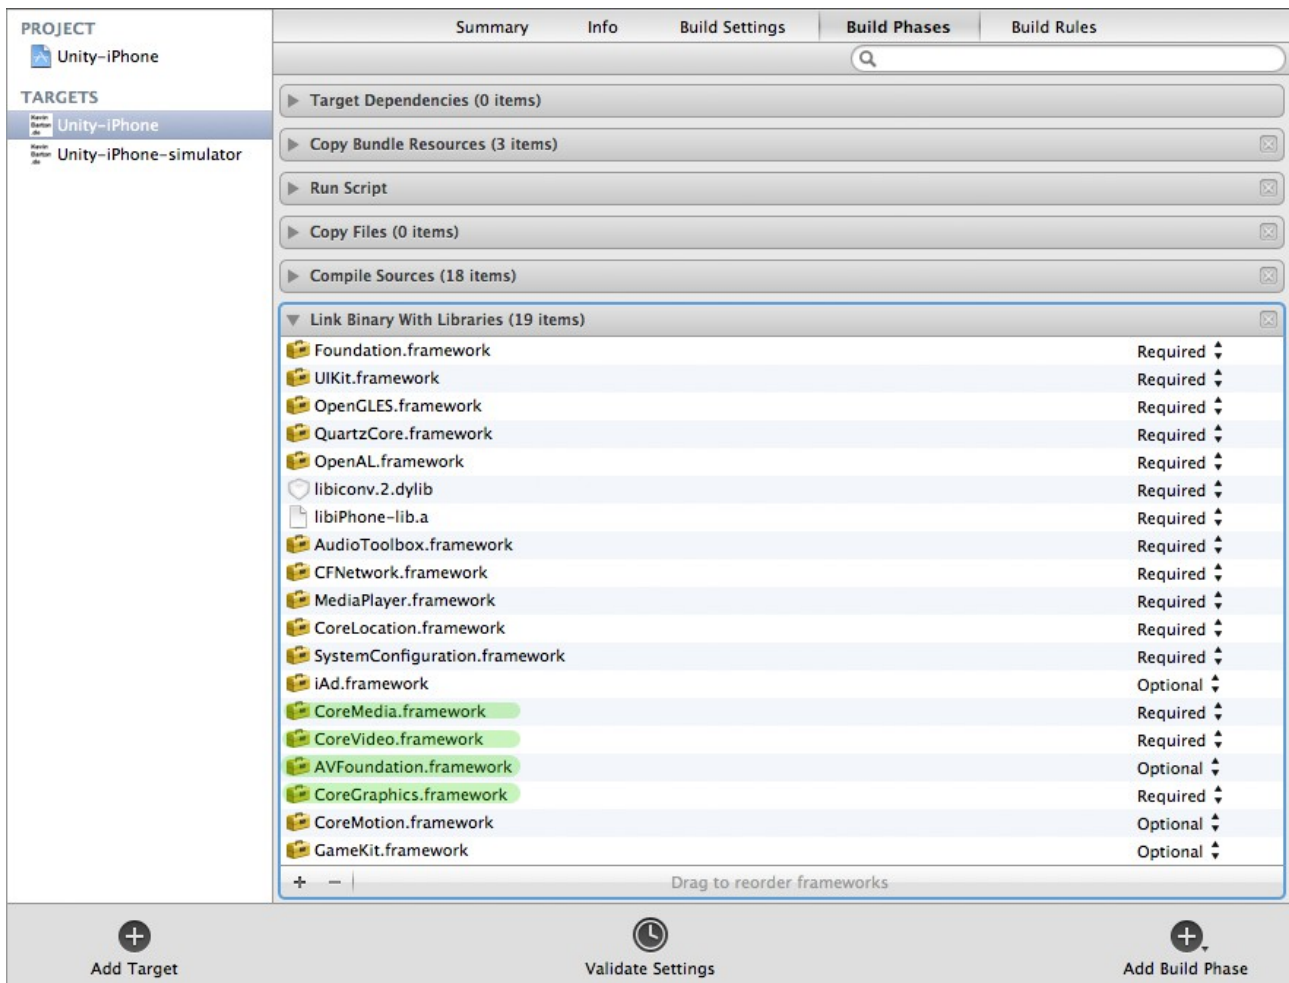 PROJECT
Unity-iPhone
TARGETS
Unity-iPhone
Unity-iPhone-simulator
Summary Info Build Settings Build Phases Build Rules
Target Dependencies (0 items)
Copy Bundle Resources (3 items)
Run Script
Copy Files (0 items)
Compile Sources (18 items)
Link Binary With Libraries (19 items)
Foundation.framework Required
UIKit.framework Required
OpenGLES.framework Required
QuartzCore.framework Required
OpenAL.framework Required
libiconv.2.dylib Required
libiPhone-lib.a Required
AudioToolbox.framework Required
CFNetwork.framework Required
MediaPlayer.framework Required
CoreLocation.framework Required
SystemConfiguration.framework Required
iAd.framework Optional
CoreMedia.framework Required
CoreVideo.framework Required
AVFoundation.framework Optional
CoreGraphics.framework Required
CoreMotion.framework Optional
GameKit.framework Optional
Drag to reorder frameworks
Add Target Validate Settings Add Build Phase